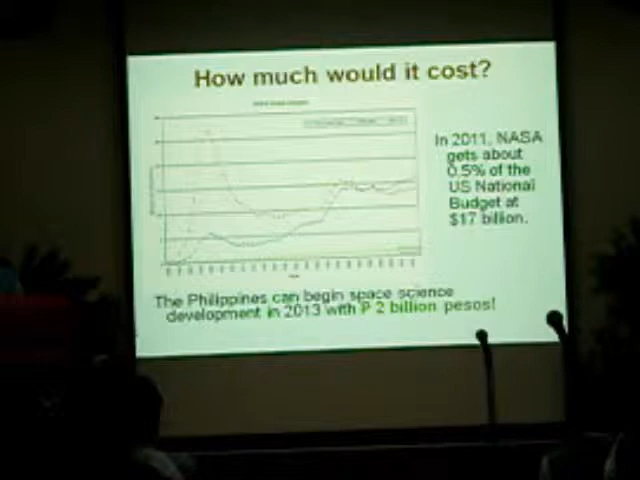 How much would it cost?
In 2011, NASA
gets about
0.5% of the
US National
Budget at
$17 billion.
The Philippines can begin space science
development in 2013 with P 2 billion pesos!